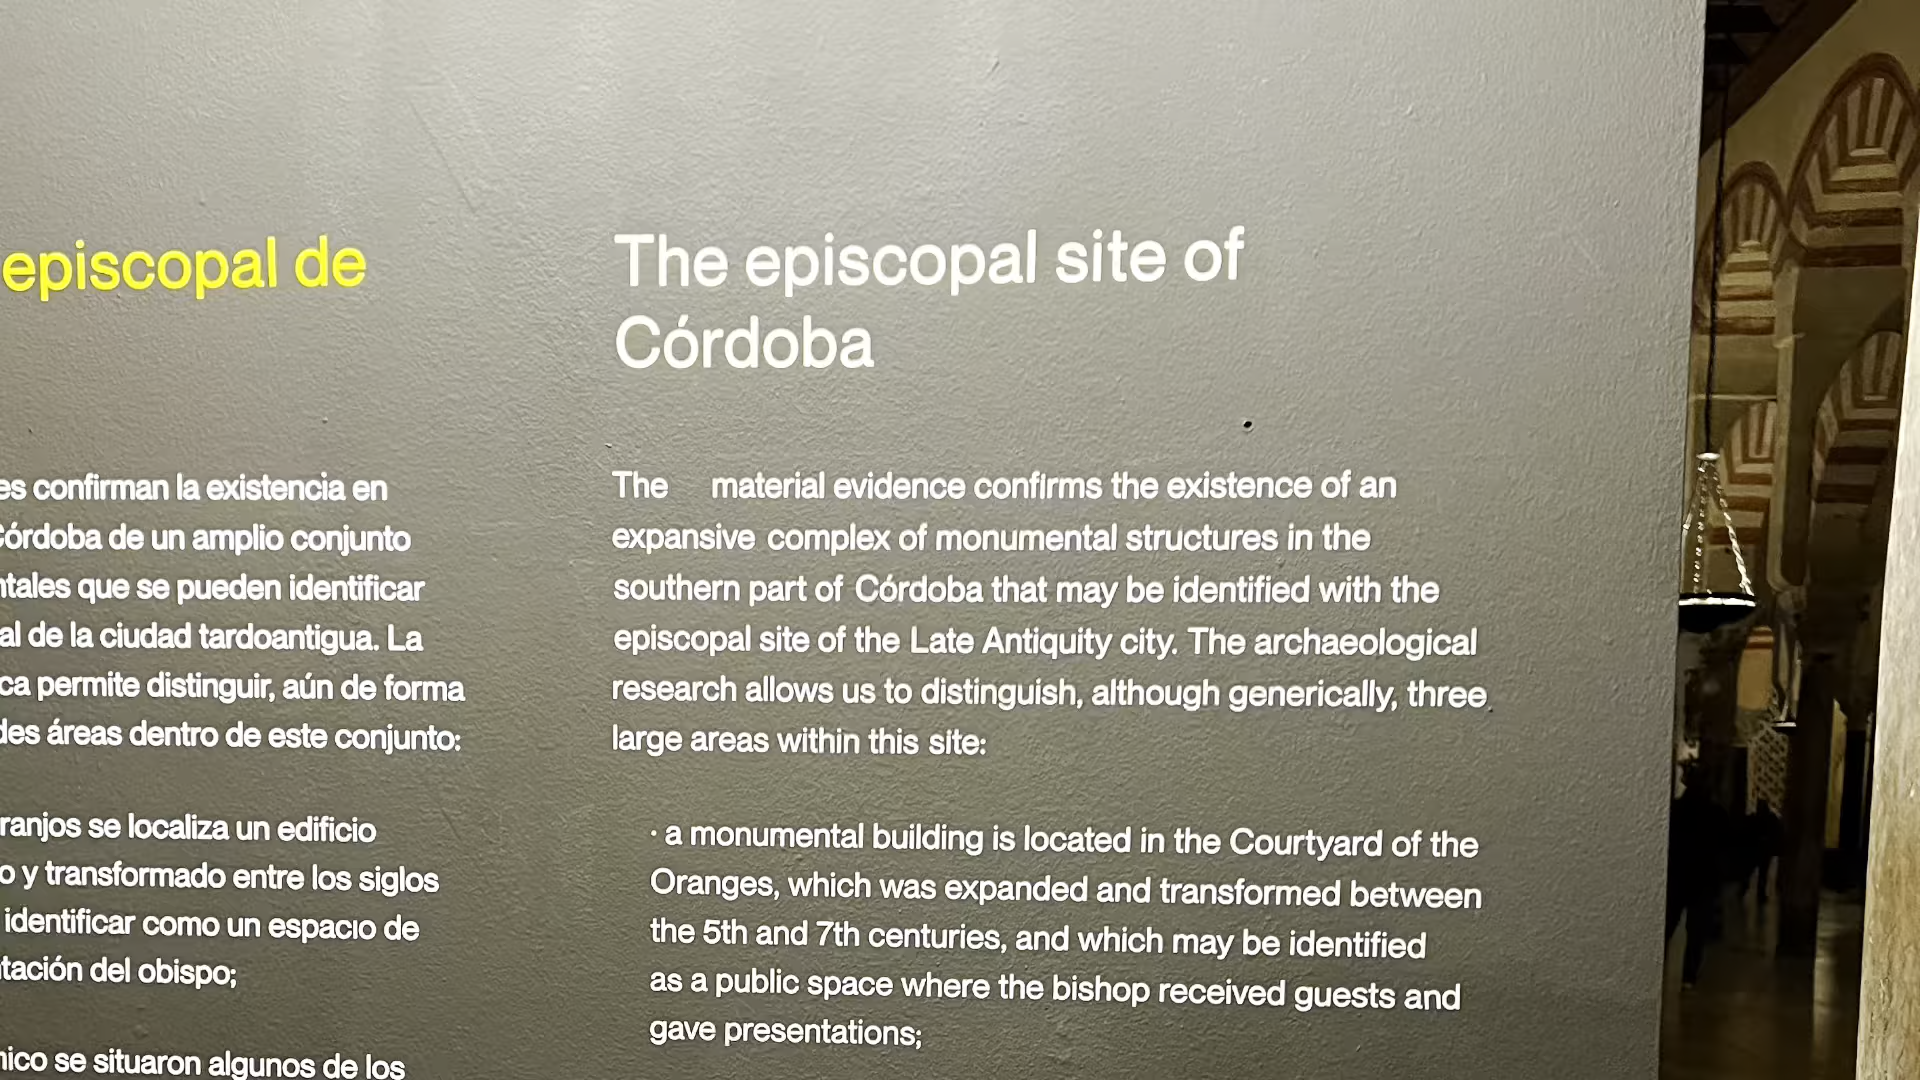 episcopal de
es confirman la existencia en
Córdoba de un amplio conjunto
ntales que se pueden identificar
al de la ciudad tardoantigua. La
ca permite distinguir, aún de forma
des áreas dentro de este conjunto:
ranjos se localiza un edificio
o y transformado entre los siglos
identificar como un espacio de
tación del obispo;
nico se situaron algunos de los
The episcopal site of
Córdoba
The material evidence confirms the existence of an
expansive complex of monumental structures in the
southern part of Córdoba that may be identified with the
episcopal site of the Late Antiquity city. The archaeological
research allows us to distinguish, although generically, three
large areas within this site:
· a monumental building is located in the Courtyard of the
Oranges, which was expanded and transformed between
the 5th and 7th centuries, and which may be identified
as a public space where the bishop received guests and
gave presentations;